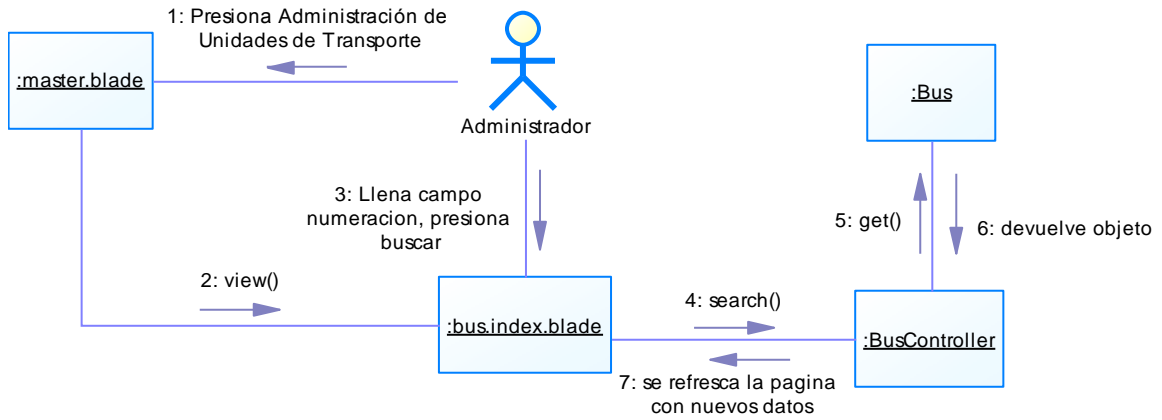 1: Presiona Administración de
Unidades de Transporte
:master.blade
Administrador
:Bus
3: Llena campo
numeracion, presiona
buscar
5: get()
6: devuelve objeto
2: view()
:bus.index.blade
4: search()
:BusController
7: se refresca la pagina
con nuevos datos